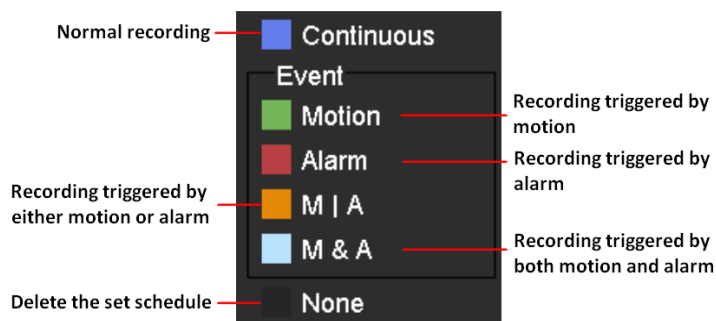 Normal recording
Continuous
Event
Motion
Recording triggered by
motion
Alarm
Recording triggered by
alarm
Recording triggered by
either motion or alarm
M | A
M & A
Recording triggered by
both motion and alarm
Delete the set schedule
None